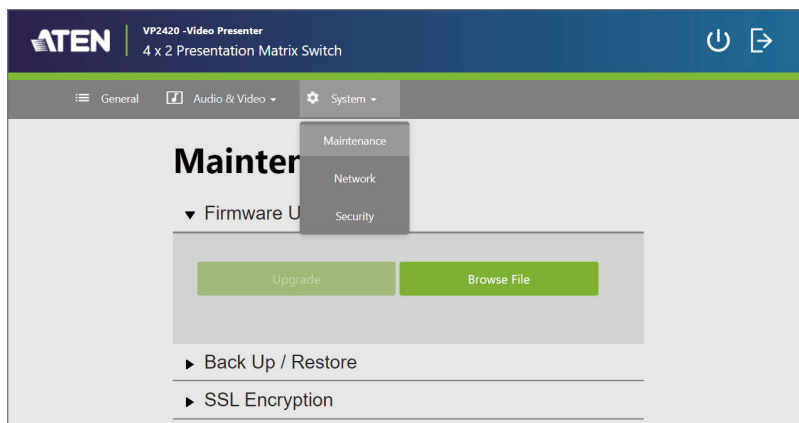 ATEN
VP2420 -Video Presenter
4 x 2 Presentation Matrix Switch
General
Audio & Video
System
Maintenance
Network
Security
Mainten
Firmware U
Upgrade
Browse File
Back Up / Restore
SSL Encryption